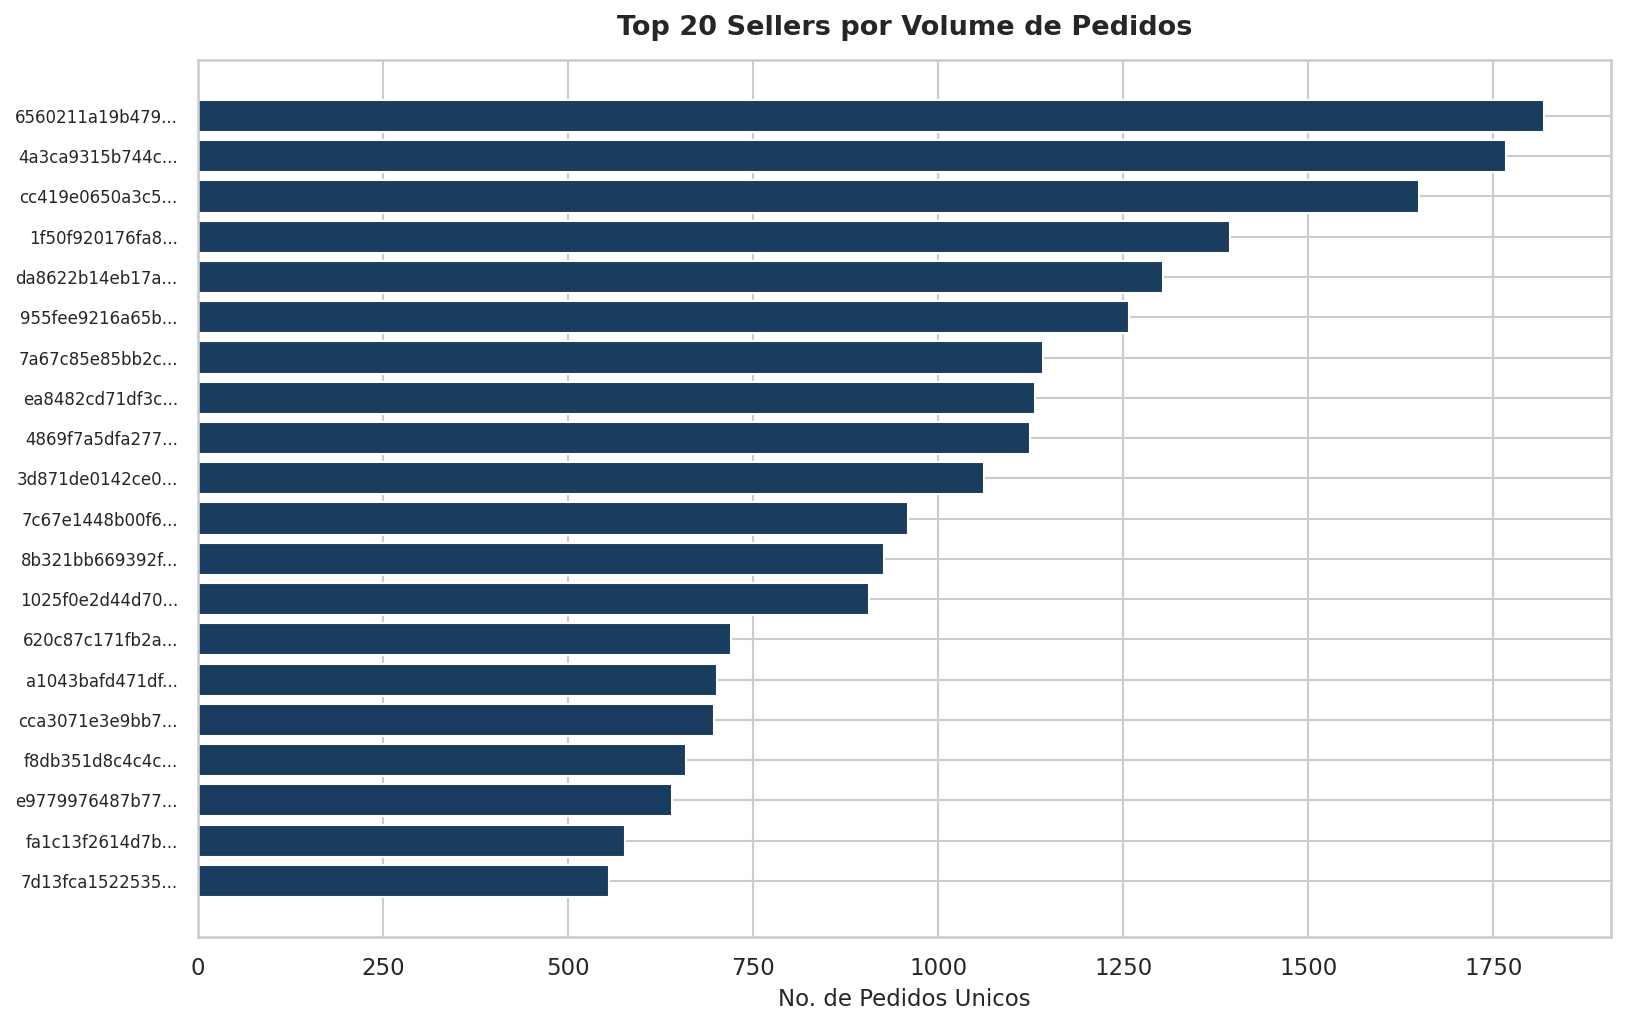 Top 20 Sellers por Volume de Pedidos
6560211a19b479...
4a3ca9315b744c...
cc419e0650a3c5...
1f50f920176fa8...
da8622b14eb17a...
955fee9216a65b...
7a67c85e85bb2c...
ea8482cd71df3c...
4869f7a5dfa277...
3d871de0142ce0...
7c67e1448b00f6...
8b321bb669392f...
1025f0e2d44d70...
620c87c171fb2a...
a1043bafd471df...
cca3071e3e9bb7...
f8db351d8c4c4c...
e9779976487b77...
fa1c13f2614d7b...
7d13fca1522535...
0 250 500 750 1000 1250 1500 1750
No. de Pedidos Unicos